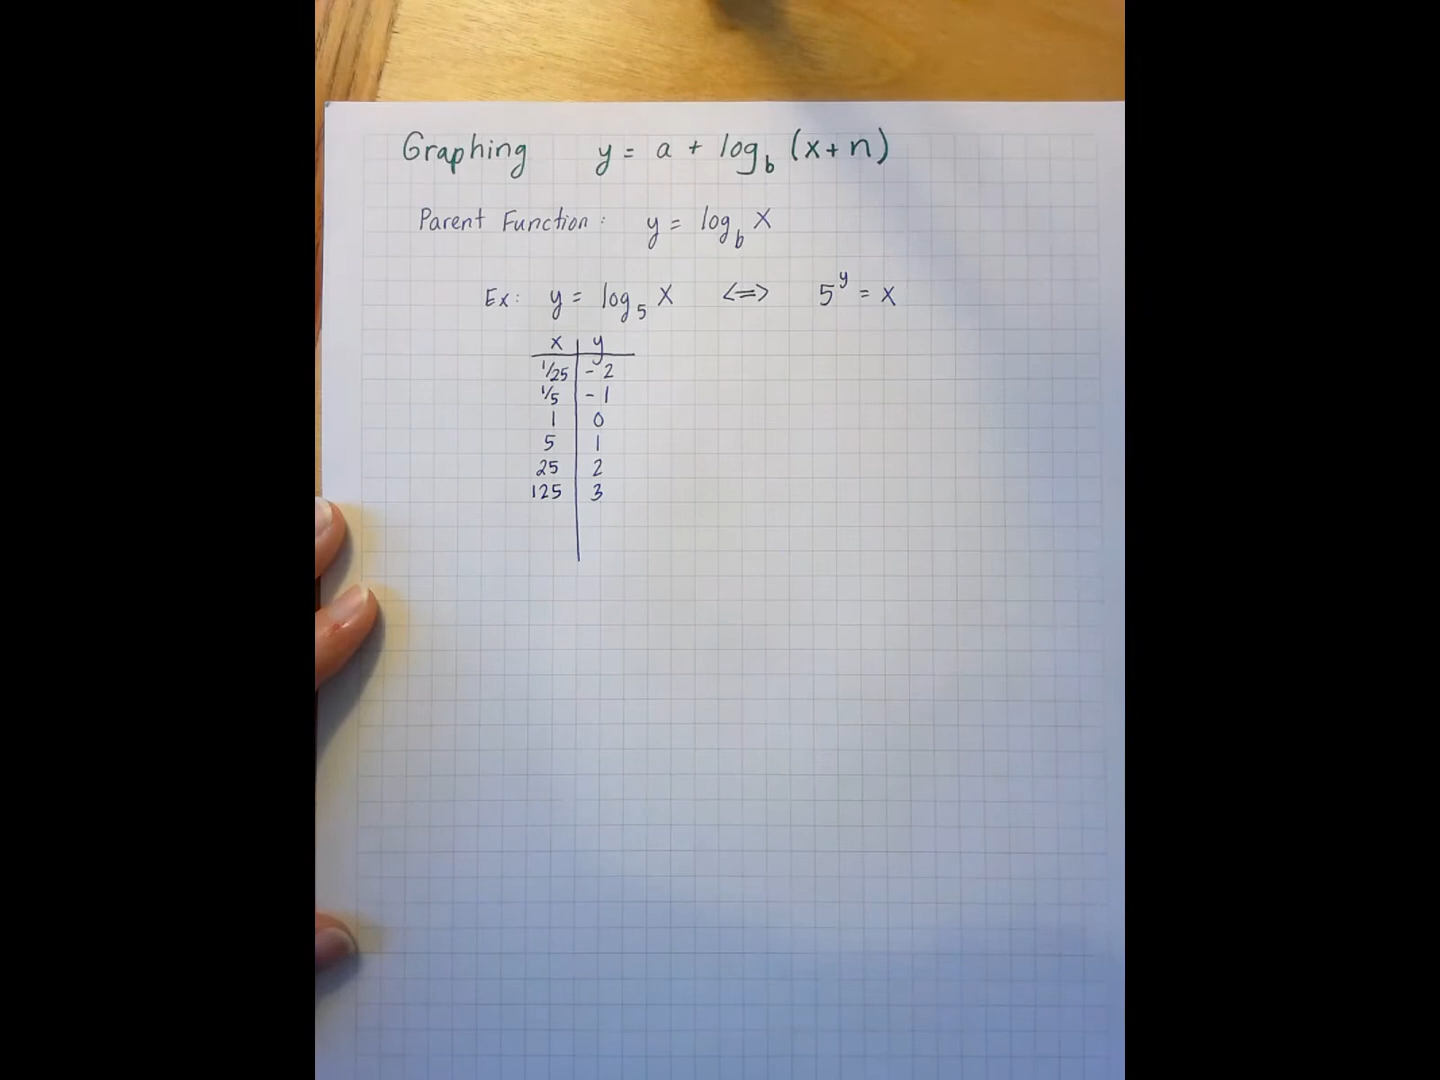 Graphing y = a + log_b (x+n)
Parent Function: y = log_b x
Ex: y = log_5 x <=> 5^y = x
x | y
1/25 | -2
1/5 | -1
1 | 0
5 | 1
25 | 2
125 | 3